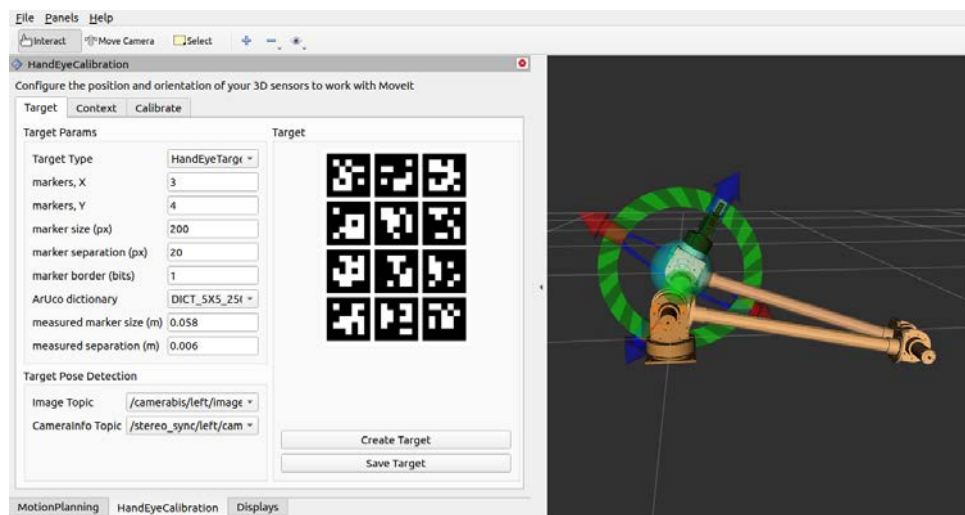 File Panels Help
Interact Move Camera Select
HandEyeCalibration
Configure the position and orientation of your 3D sensors to work with MoveIt
Target Context Calibrate
Target Params
Target Type HandEyeTarge
markers, X 3
markers, Y 4
marker size (px) 200
marker separation (px) 20
marker border (bits) 1
ArUco dictionary DICT_5X5_25(
measured marker size (m) 0.058
measured separation (m) 0.006
Target
Target Pose Detection
Image Topic /camerabis/left/image
CameraInfo Topic /stereo_sync/left/cam
Create Target
Save Target
MotionPlanning HandEyeCalibration Displays